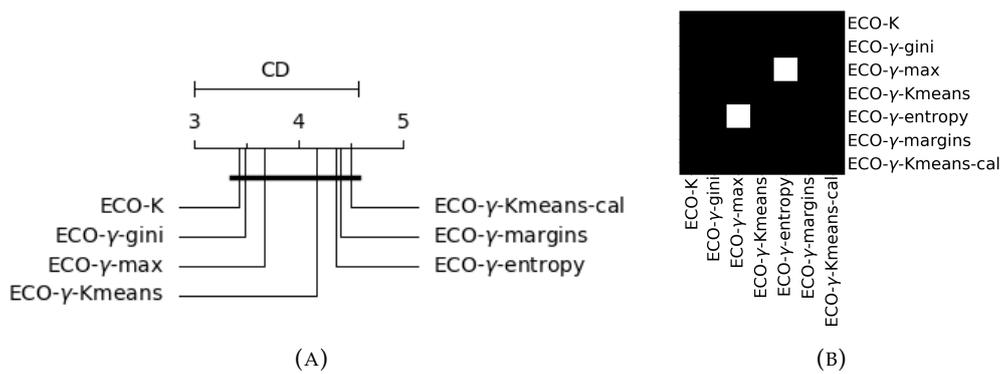 CD
3 4 5
ECO-K
ECO-γ-gini
ECO-γ-max
ECO-γ-Kmeans
ECO-γ-Kmeans-cal
ECO-γ-margins
ECO-γ-entropy
(A)
ECO-K
ECO-γ-gini
ECO-γ-max
ECO-γ-Kmeans
ECO-γ-entropy
ECO-γ-margins
ECO-γ-Kmeans-cal
ECO-K
ECO-γ-gini
ECO-γ-max
ECO-γ-Kmeans
ECO-γ-entropy
ECO-γ-margins
ECO-γ-Kmeans-cal
(B)